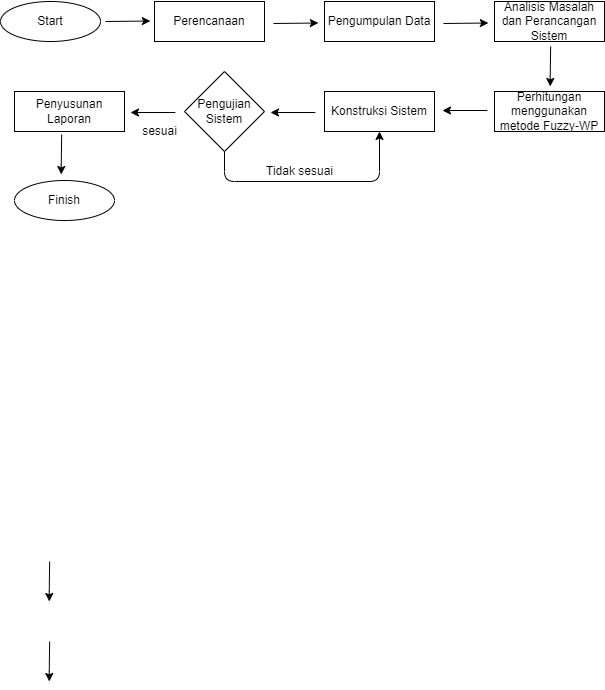 Start
Perencanaan
Pengumpulan Data
Analisis Masalah
dan Perancangan
Sistem
Perhitungan
menggunakan
metode Fuzzy-WP
Konstruksi Sistem
Pengujian
Sistem
Tidak sesuai
sesuai
Penyusunan
Laporan
Finish